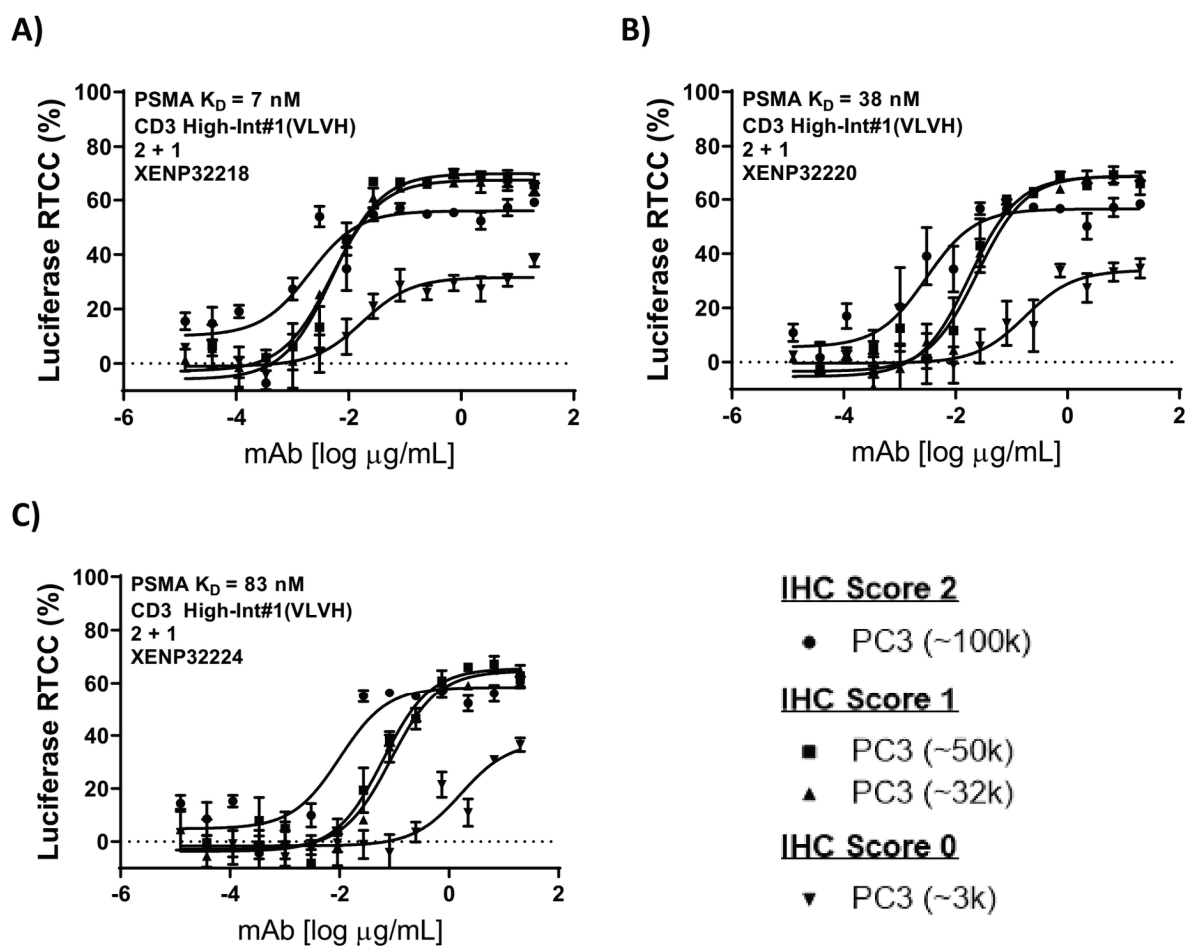 A)
100
80
60
40
20
0
Luciferase RTCC (%)
PSMA K_D = 7 nM
CD3 High-Int#1(VLVH)
2 + 1
XENP32218
-6
-4
-2
0
2
mAb [log µg/mL]
B)
100
80
60
40
20
0
Luciferase RTCC (%)
PSMA K_D = 38 nM
CD3 High-Int#1(VLVH)
2 + 1
XENP32220
-6
-4
-2
0
2
mAb [log µg/mL]
C)
100
80
60
40
20
0
Luciferase RTCC (%)
PSMA K_D = 83 nM
CD3 High-Int#1(VLVH)
2 + 1
XENP32224
-6
-4
-2
0
2
mAb [log µg/mL]
IHC Score 2
PC3 (~100k)
IHC Score 1
PC3 (~50k)
PC3 (~32k)
IHC Score 0
PC3 (~3k)